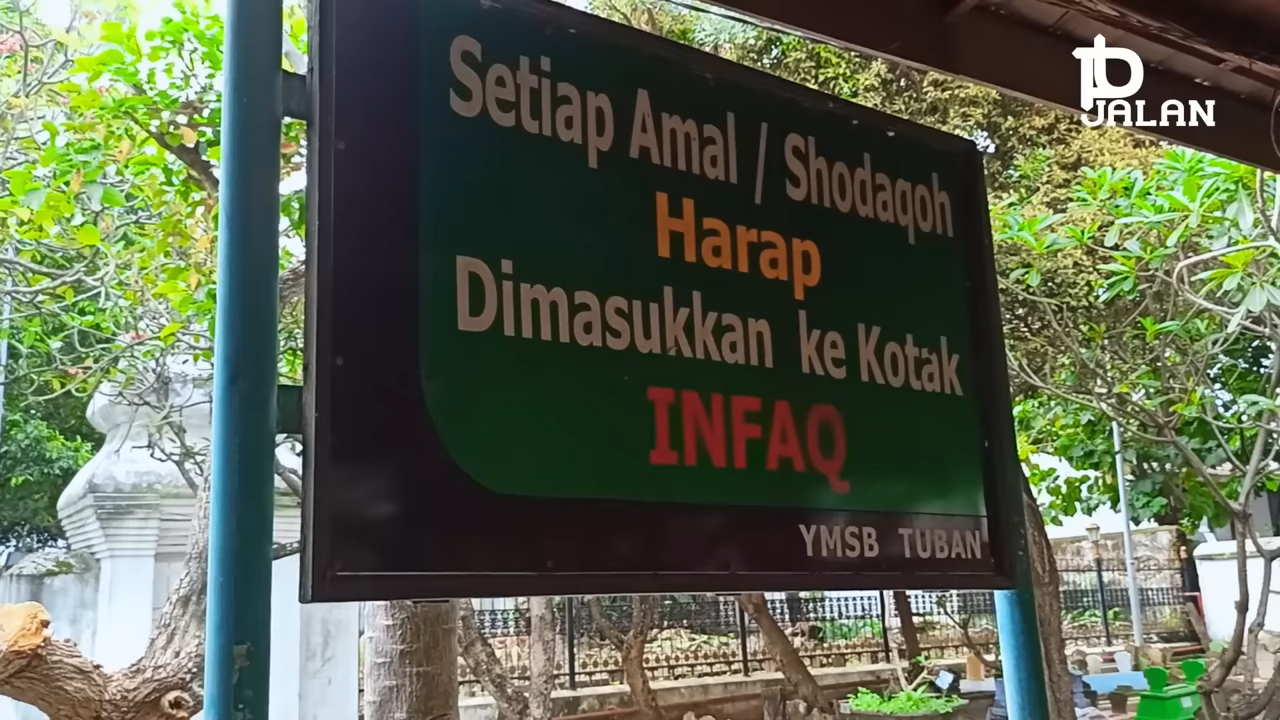 Setiap Amal / Shodaqoh
Harap
Dimasukkan ke Kotak
INFAQ
YMSB TUBAN
JALAN